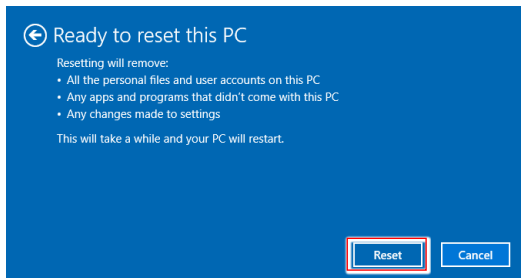 Ready to reset this PC
Resetting will remove:
• All the personal files and user accounts on this PC
• Any apps and programs that didn't come with this PC
• Any changes made to settings
This will take a while and your PC will restart.
Reset
Cancel